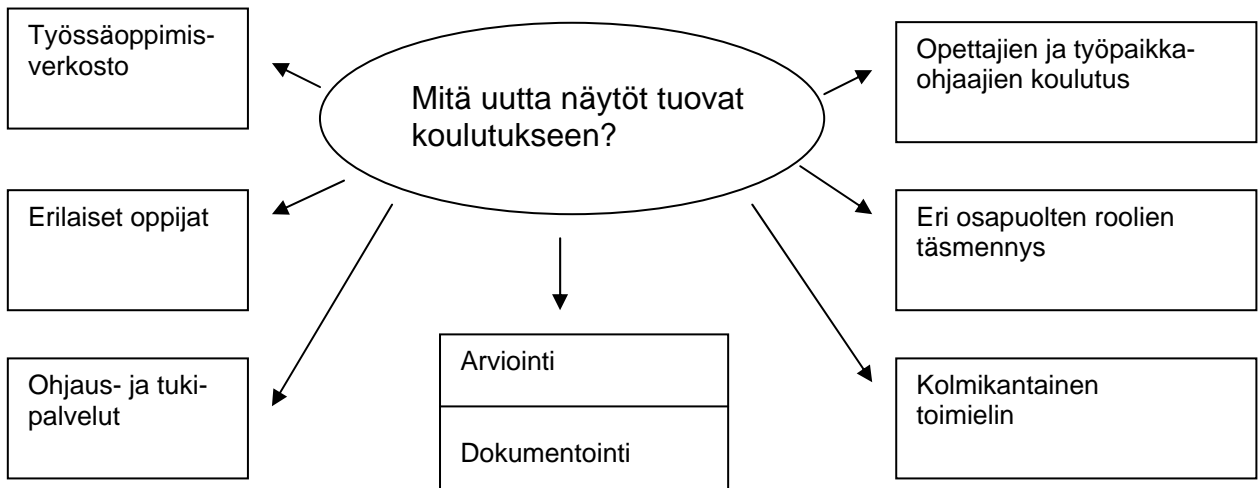 Mitä uutta näytöt tuovat
koulutukseen?
Työssäoppimis-
verkosto
Erilaiset oppijat
Ohjaus- ja tuki-
palvelut
Arviointi
Dokumentointi
Opettajien ja työpaikka-
ohjaajien koulutus
Eri osapuolten roolien
täsmennys
Kolmikantainen
toimielin